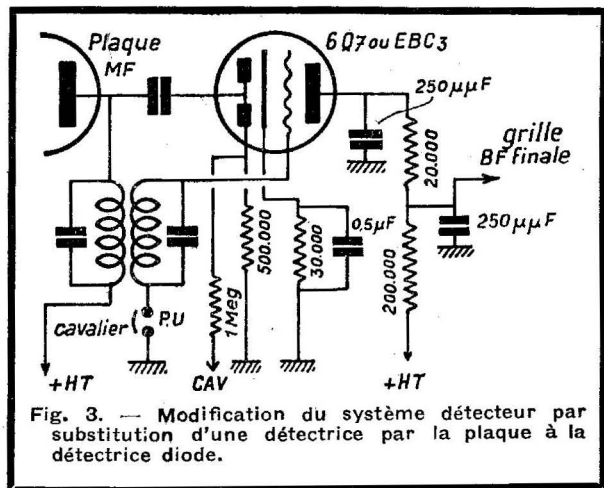 Plaque
MF
6Q7 ou EBC3
250µµF
20.000
grille
BF finale
250µµF
200.000
0,5µF
30.000
500.000
1 Meg
cavalier
P.U
+HT
CAV
+HT
Fig. 3. — Modification du système détecteur par
substitution d'une détectrice par la plaque à la
détectrice diode.